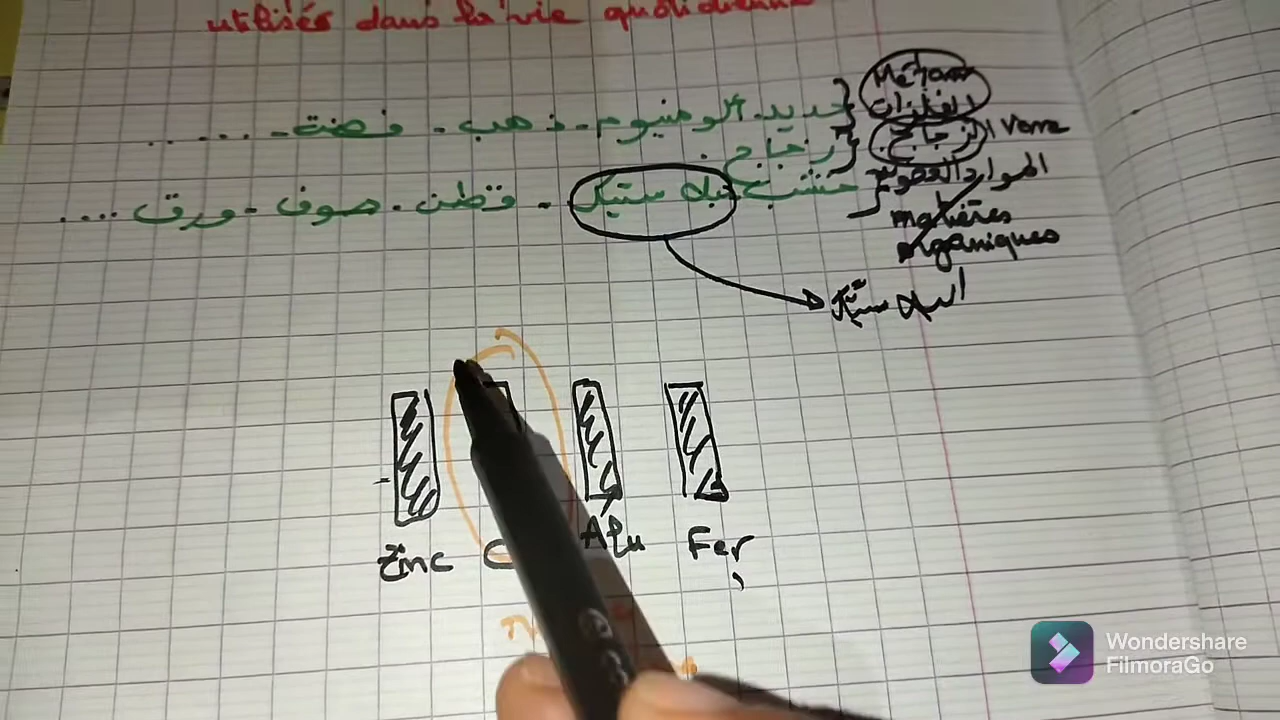 utilisés dans la vie quotidienne
حديد. ألومنيوم. ذهب. فضة. ....
Métaux
الفلزات
زجاج.
الزجاج Verre
خشب بلاستيك. قطن. صوف - ورق ....
المواد العضوية
matières
organiques
البلاستيك
Zinc C Alu Fer
Wondershare
FilmoraGo